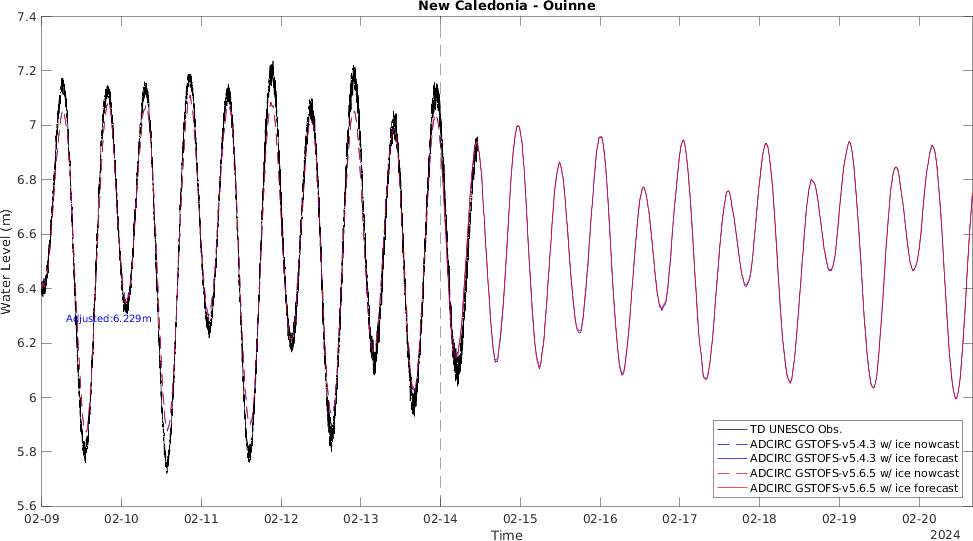 New Caledonia - Ouinne
7.4
7.2
7
6.8
6.6
6.4
6.2
6
5.8
5.6
Water Level (m)
Adjusted:6.229m
TD UNESCO Obs.
ADCIRC GSTOFS-v5.4.3 w/ ice nowcast
ADCIRC GSTOFS-v5.4.3 w/ ice forecast
ADCIRC GSTOFS-v5.6.5 w/ ice nowcast
ADCIRC GSTOFS-v5.6.5 w/ ice forecast
02-09 02-10 02-11 02-12 02-13 02-14 02-15 02-16 02-17 02-18 02-19 02-20
Time
2024